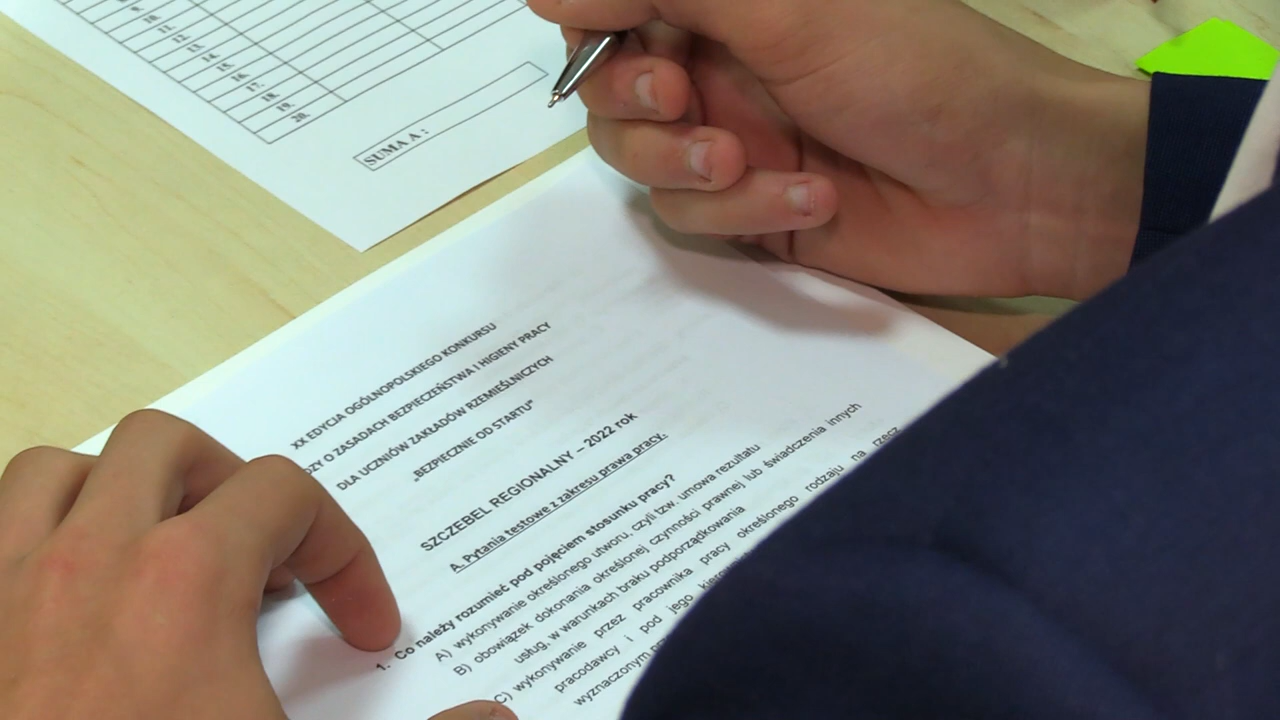 9.
10.
11.
12.
13.
14.
15.
16.
17.
18.
19.
20.
SUMA A :
XX EDYCJA OGÓLNOPOLSKIEGO KONKURSU
O ZASADACH BEZPIECZEŃSTWA I HIGIENY PRACY
DLA UCZNIÓW ZAKŁADÓW RZEMIEŚLNICZYCH
„BEZPIECZNIE OD STARTU”
SZCZEBEL REGIONALNY – 2022 rok
A. Pytania testowe z zakresu prawa pracy.
1. Co należy rozumieć pod pojęciem stosunku pracy?
A) wykonywanie określonego utworu, czyli tzw. umowa rezultatu
B) obowiązek dokonania określonej czynności prawnej lub świadczenia innych
usług, w warunkach braku podporządkowania
C) wykonywanie przez pracownika pracy określonego rodzaju na rzecz
pracodawcy i pod jego
wyznaczonym